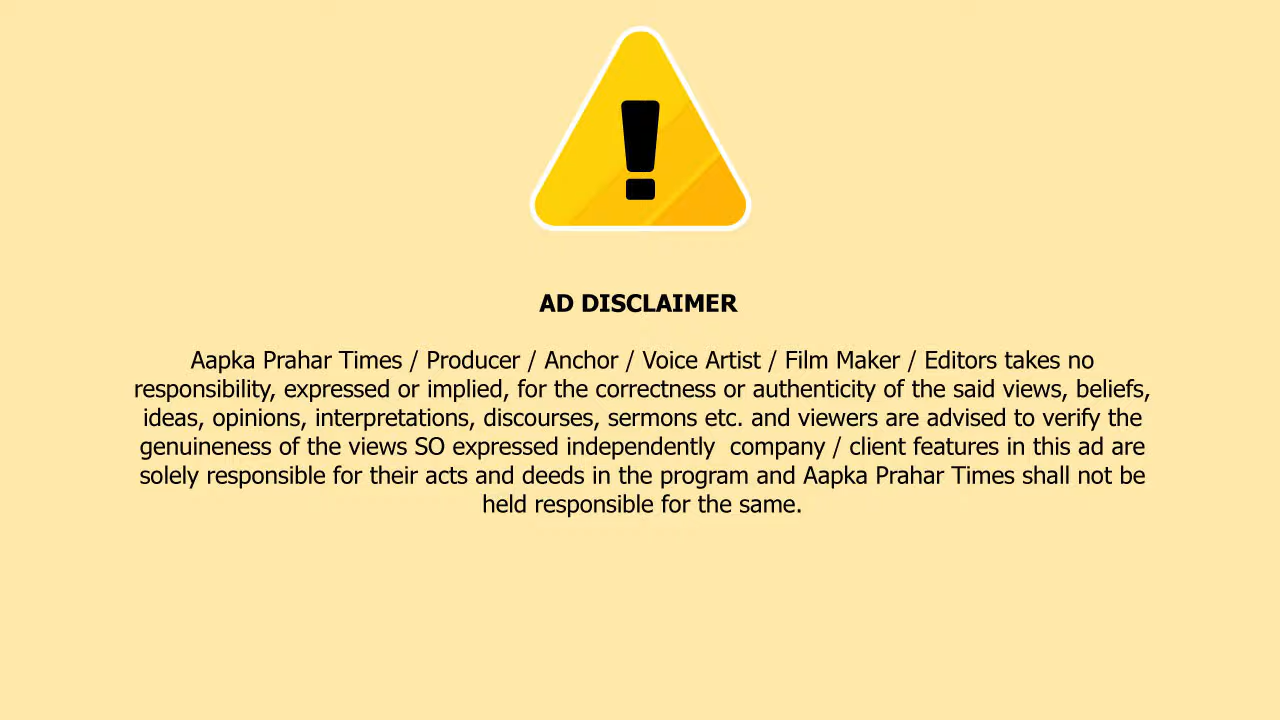 AD DISCLAIMER
Aapka Prahar Times / Producer / Anchor / Voice Artist / Film Maker / Editors takes no
responsibility, expressed or implied, for the correctness or authenticity of the said views, beliefs,
ideas, opinions, interpretations, discourses, sermons etc. and viewers are advised to verify the
genuineness of the views SO expressed independently  company / client features in this ad are
solely responsible for their acts and deeds in the program and Aapka Prahar Times shall not be
held responsible for the same.